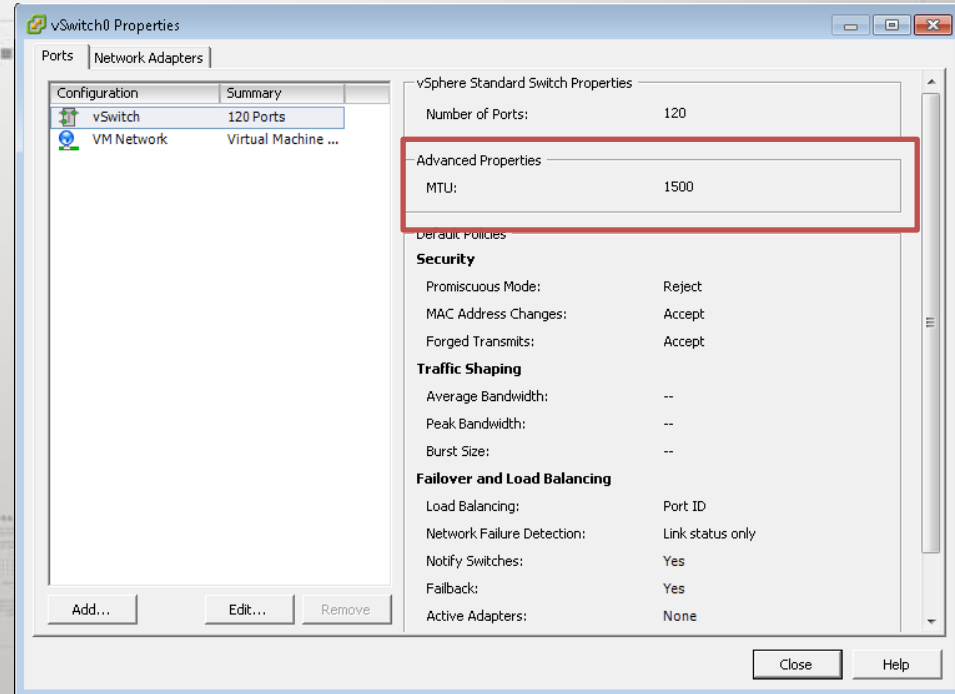 vSwitch0 Properties
Ports Network Adapters
Configuration Summary
vSwitch 120 Ports
VM Network Virtual Machine ...
Add... Edit... Remove
vSphere Standard Switch Properties
Number of Ports: 120
Advanced Properties
MTU: 1500
Default Policies
Security
Promiscuous Mode: Reject
MAC Address Changes: Accept
Forged Transmits: Accept
Traffic Shaping
Average Bandwidth: --
Peak Bandwidth: --
Burst Size: --
Failover and Load Balancing
Load Balancing: Port ID
Network Failure Detection: Link status only
Notify Switches: Yes
Failback: Yes
Active Adapters: None
Close Help